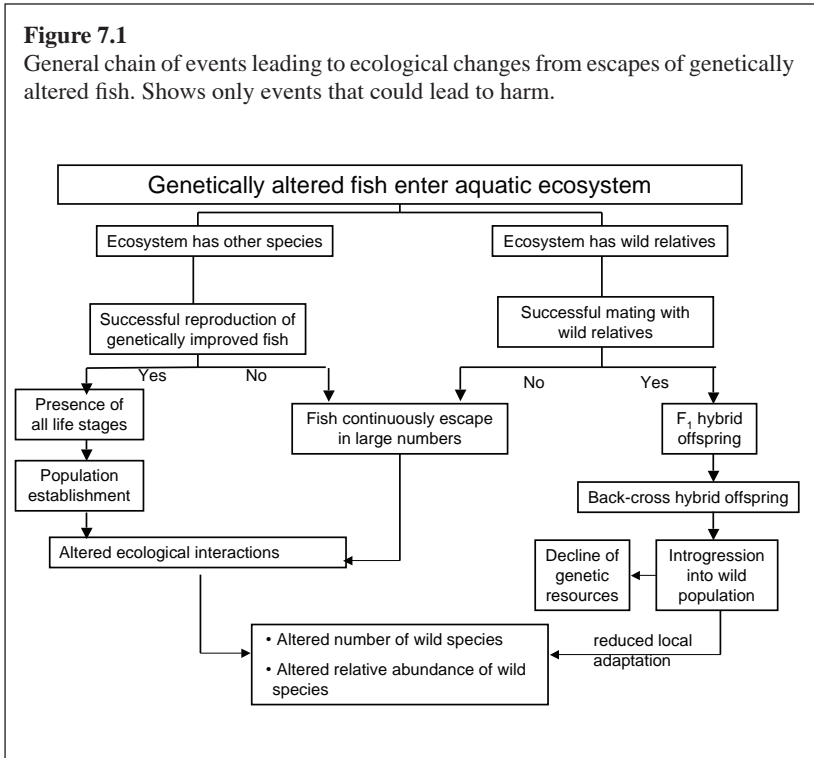 Figure 7.1
General chain of events leading to ecological changes from escapes of genetically
altered fish. Shows only events that could lead to harm.
Genetically altered fish enter aquatic ecosystem
Ecosystem has other species
Ecosystem has wild relatives
Successful reproduction of
genetically improved fish
Successful mating with
wild relatives
Yes
No
No
Yes
Presence of
all life stages
Fish continuously escape
in large numbers
F₁ hybrid
offspring
Population
establishment
Back-cross hybrid offspring
Altered ecological interactions
Decline of
genetic
resources
Introgression
into wild
population
• Altered number of wild species
• Altered relative abundance of wild
species
reduced local
adaptation